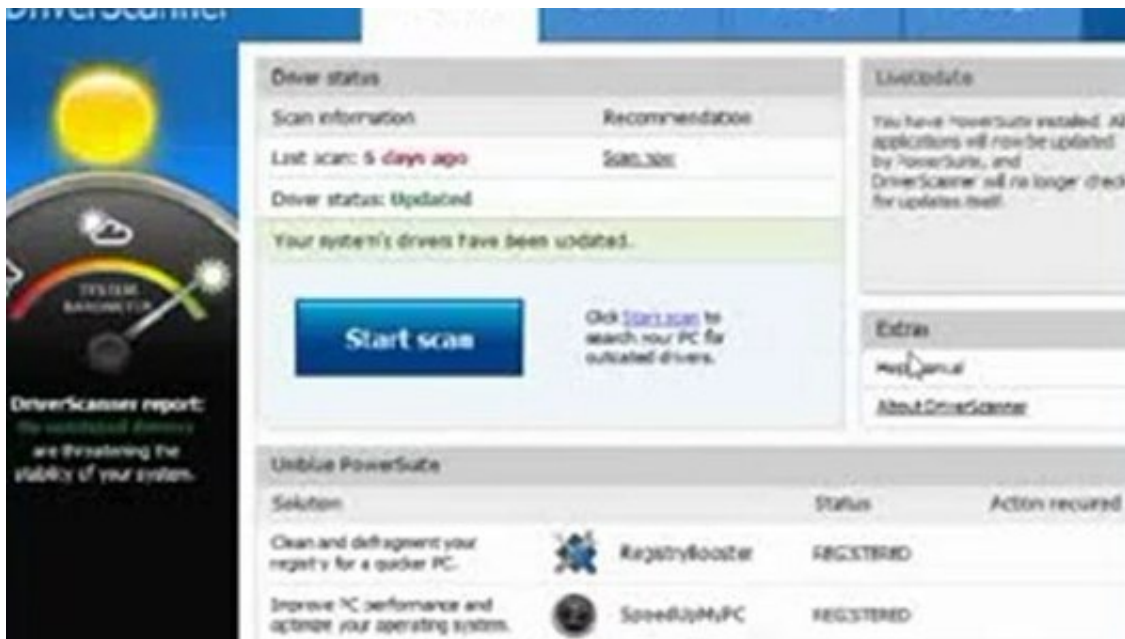 DriverScanner
Driver status
Scan information
Recommendation
Last scan: 6 days ago
Scan now
Driver status: Updated
Your system's drivers have been updated.
Start scan
Click Start scan to
search your PC for
outdated drivers.
LiveUpdate
You have PowerSuite installed. All
applications will now be updated
by PowerSuite, and
DriverScanner will no longer check
for updates itself.
Extras
About DriverScanner
SYSTEM
BAROMETER
DriverScanner report:
No outdated drivers
are threatening the
stability of your system.
Uniblue PowerSuite
Solution
Status
Action required
Clean and defragment your
registry for a quicker PC.
RegistryBooster
REGISTERED
Improve PC performance and
optimize your operating system.
SpeedUpMyPC
REGISTERED